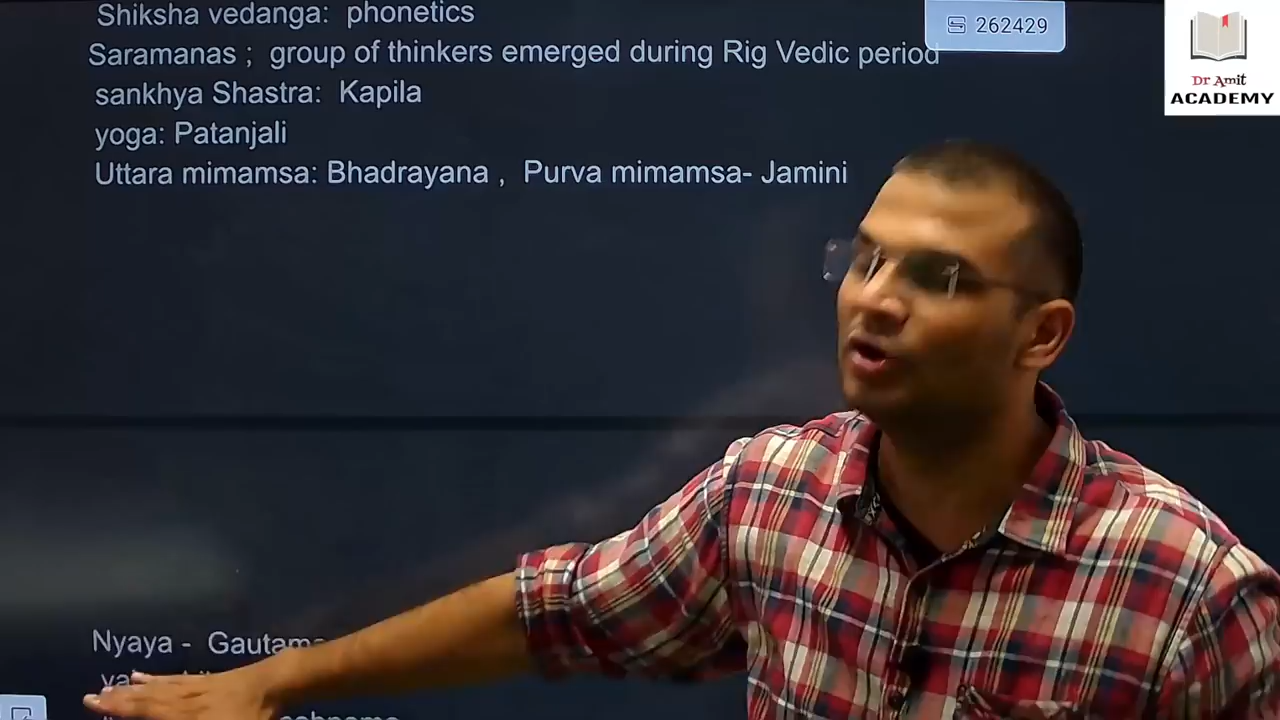 Shiksha vedanga: phonetics
262429
Saramanas ; group of thinkers emerged during Rig Vedic period
sankhya Shastra: Kapila
yoga: Patanjali
Uttara mimamsa: Bhadrayana , Purva mimamsa- Jamini
Dr Amit
ACADEMY
Nyaya - Gautama